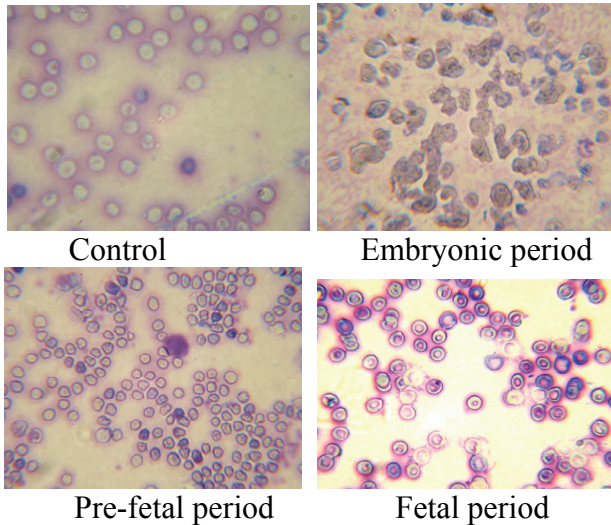 Control
Embryonic period
Pre-fetal period
Fetal period